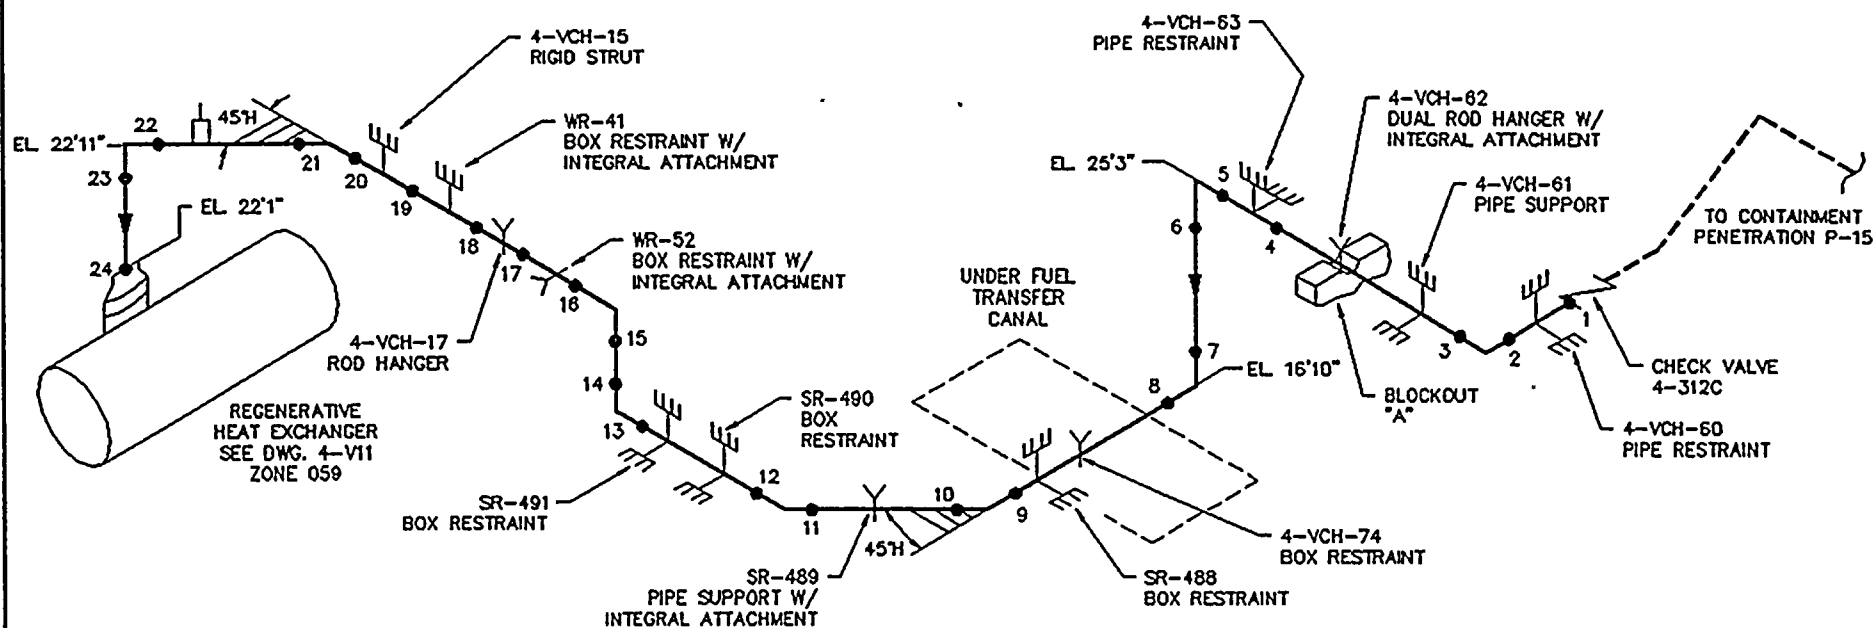 4-VCH-15
RIGID STRUT
WR-41
BOX RESTRAINT W/
INTEGRAL ATTACHMENT
WR-52
BOX RESTRAINT W/
INTEGRAL ATTACHMENT
EL. 22'11"
22
45°H
21
20
19
18
17
16
15
14
13
12
11
10
9
8
7
6
5
4
3
2
1
23
24
EL. 22'1"
4-VCH-17
ROD HANGER
REGENERATIVE
HEAT EXCHANGER
SEE DWG. 4-V11
ZONE 059
SR-491
BOX RESTRAINT
SR-490
BOX
RESTRAINT
SR-489
PIPE SUPPORT W/
INTEGRAL ATTACHMENT
45°H
UNDER FUEL
TRANSFER
CANAL
SR-488
BOX RESTRAINT
4-VCH-74
BOX RESTRAINT
EL. 16'10"
EL. 25'3"
4-VCH-63
PIPE RESTRAINT
4-VCH-62
DUAL ROD HANGER W/
INTEGRAL ATTACHMENT
4-VCH-61
PIPE SUPPORT
BLOCKOUT
"A"
TO CONTAINMENT
PENETRATION P-15
CHECK VALVE
4-312C
4-VCH-60
PIPE RESTRAINT